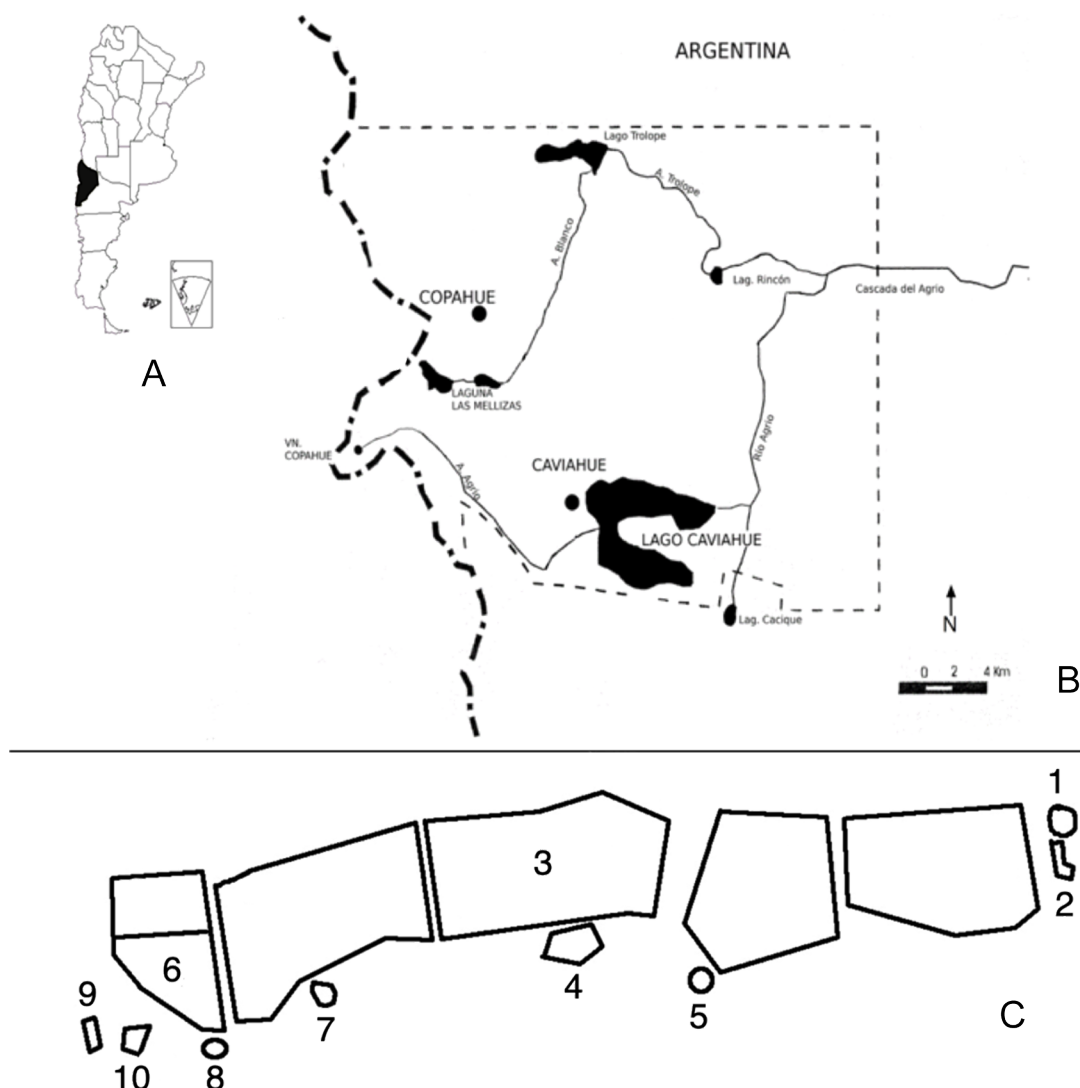 ARGENTINA
Lago Trolope
A. Trolope
A. Blanco
Lag. Rincón
Cascada del Agrio
COPAHUE
LAGUNA
LAS MELLIZAS
A
VN.
COPAHUE
A. Agrio
CAVIAHUE
Río Agrio
LAGO CAVIAHUE
Lag. Cacique
N
0 2 4 Km
B
1
2
3
4
5
6
7
8
9
10
C